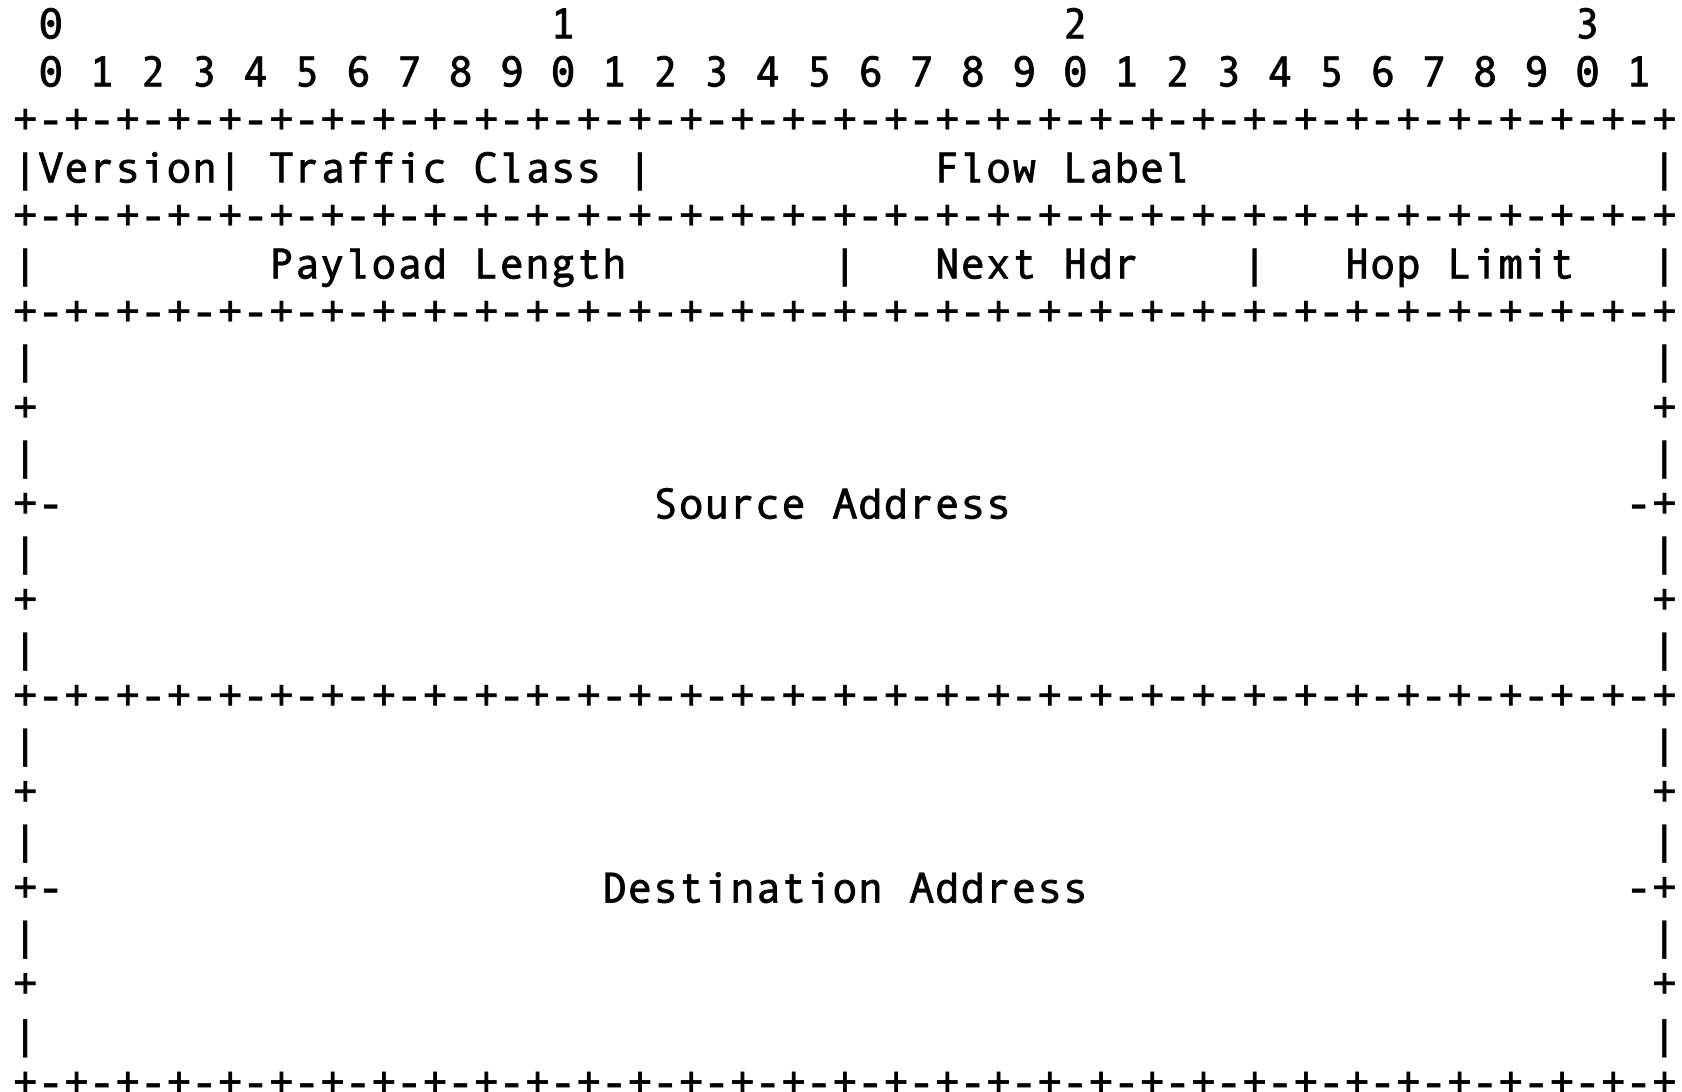 0                   1                   2                   3
 0 1 2 3 4 5 6 7 8 9 0 1 2 3 4 5 6 7 8 9 0 1 2 3 4 5 6 7 8 9 0 1
+-+-+-+-+-+-+-+-+-+-+-+-+-+-+-+-+-+-+-+-+-+-+-+-+-+-+-+-+-+-+-+-+
|Version| Traffic Class |           Flow Label                  |
+-+-+-+-+-+-+-+-+-+-+-+-+-+-+-+-+-+-+-+-+-+-+-+-+-+-+-+-+-+-+-+-+
|         Payload Length        |   Next Hdr    |   Hop Limit   |
+-+-+-+-+-+-+-+-+-+-+-+-+-+-+-+-+-+-+-+-+-+-+-+-+-+-+-+-+-+-+-+-+
|                                                               |
+                                                               +
|                                                               |
+-                       Source Address                        -+
|                                                               |
+                                                               +
|                                                               |
+-+-+-+-+-+-+-+-+-+-+-+-+-+-+-+-+-+-+-+-+-+-+-+-+-+-+-+-+-+-+-+-+
|                                                               |
+                                                               +
|                                                               |
+-                     Destination Address                     -+
|                                                               |
+                                                               +
|                                                               |
+-+-+-+-+-+-+-+-+-+-+-+-+-+-+-+-+-+-+-+-+-+-+-+-+-+-+-+-+-+-+-+-+